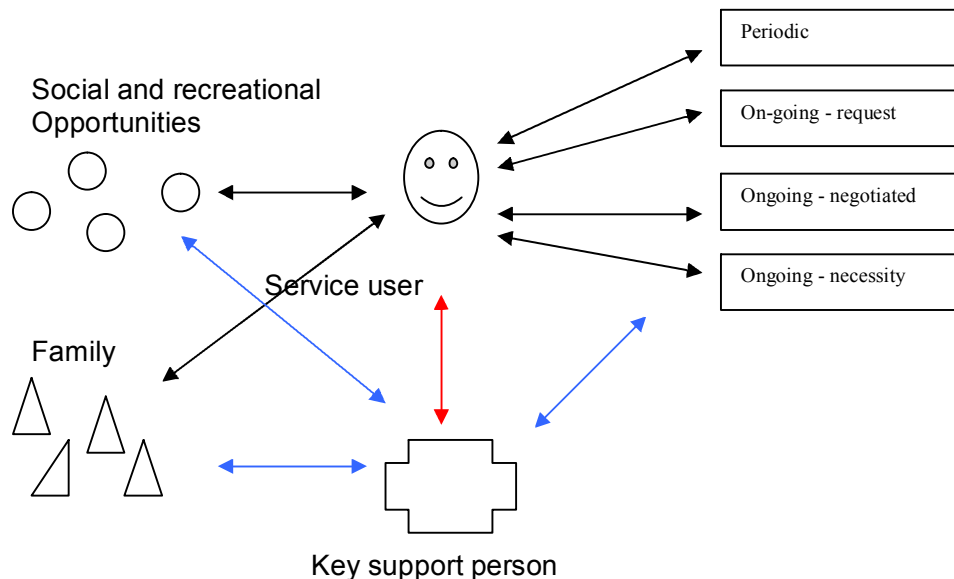 Social and recreational
Opportunities
Periodic
On-going - request
Ongoing - negotiated
Ongoing - necessity
Service user
Family
Key support person